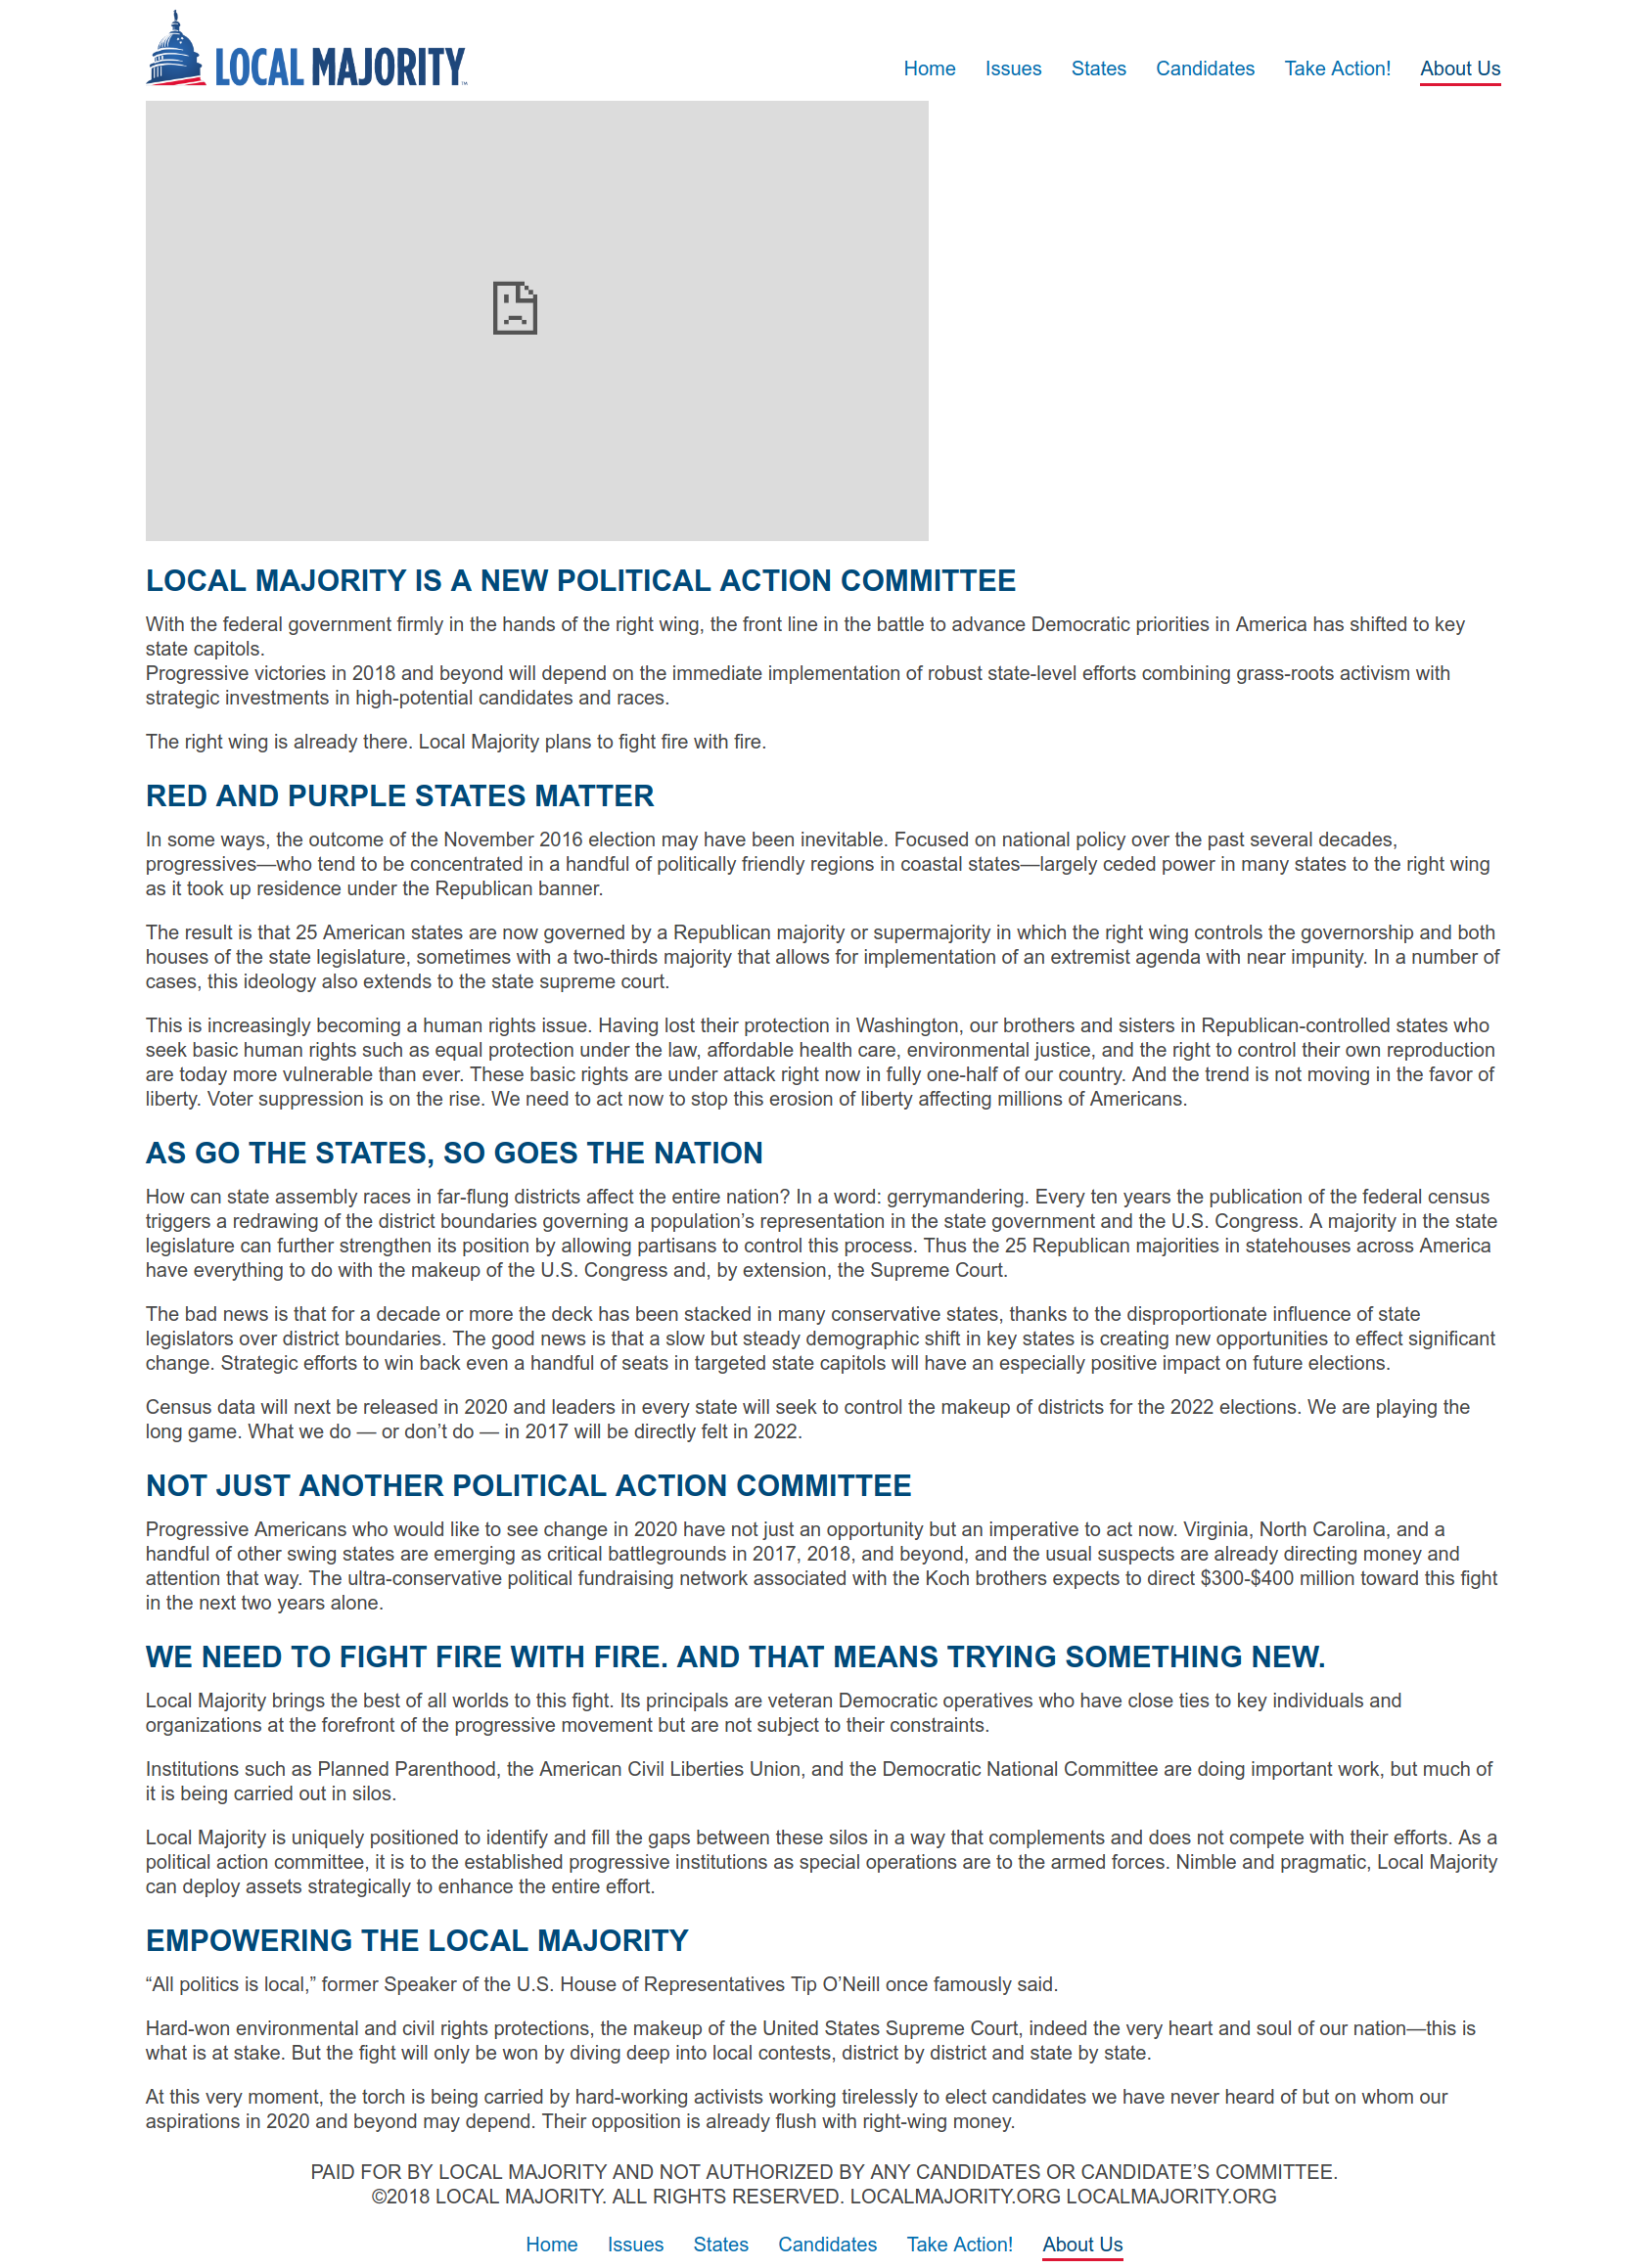 LOCAL MAJORITY™
Home Issues States Candidates Take Action! About Us
LOCAL MAJORITY IS A NEW POLITICAL ACTION COMMITTEE
With the federal government firmly in the hands of the right wing, the front line in the battle to advance Democratic priorities in America has shifted to key
state capitols.
Progressive victories in 2018 and beyond will depend on the immediate implementation of robust state-level efforts combining grass-roots activism with
strategic investments in high-potential candidates and races.
The right wing is already there. Local Majority plans to fight fire with fire.
RED AND PURPLE STATES MATTER
In some ways, the outcome of the November 2016 election may have been inevitable. Focused on national policy over the past several decades,
progressives—who tend to be concentrated in a handful of politically friendly regions in coastal states—largely ceded power in many states to the right wing
as it took up residence under the Republican banner.
The result is that 25 American states are now governed by a Republican majority or supermajority in which the right wing controls the governorship and both
houses of the state legislature, sometimes with a two-thirds majority that allows for implementation of an extremist agenda with near impunity. In a number of
cases, this ideology also extends to the state supreme court.
This is increasingly becoming a human rights issue. Having lost their protection in Washington, our brothers and sisters in Republican-controlled states who
seek basic human rights such as equal protection under the law, affordable health care, environmental justice, and the right to control their own reproduction
are today more vulnerable than ever. These basic rights are under attack right now in fully one-half of our country. And the trend is not moving in the favor of
liberty. Voter suppression is on the rise. We need to act now to stop this erosion of liberty affecting millions of Americans.
AS GO THE STATES, SO GOES THE NATION
How can state assembly races in far-flung districts affect the entire nation? In a word: gerrymandering. Every ten years the publication of the federal census
triggers a redrawing of the district boundaries governing a population’s representation in the state government and the U.S. Congress. A majority in the state
legislature can further strengthen its position by allowing partisans to control this process. Thus the 25 Republican majorities in statehouses across America
have everything to do with the makeup of the U.S. Congress and, by extension, the Supreme Court.
The bad news is that for a decade or more the deck has been stacked in many conservative states, thanks to the disproportionate influence of state
legislators over district boundaries. The good news is that a slow but steady demographic shift in key states is creating new opportunities to effect significant
change. Strategic efforts to win back even a handful of seats in targeted state capitols will have an especially positive impact on future elections.
Census data will next be released in 2020 and leaders in every state will seek to control the makeup of districts for the 2022 elections. We are playing the
long game. What we do — or don’t do — in 2017 will be directly felt in 2022.
NOT JUST ANOTHER POLITICAL ACTION COMMITTEE
Progressive Americans who would like to see change in 2020 have not just an opportunity but an imperative to act now. Virginia, North Carolina, and a
handful of other swing states are emerging as critical battlegrounds in 2017, 2018, and beyond, and the usual suspects are already directing money and
attention that way. The ultra-conservative political fundraising network associated with the Koch brothers expects to direct $300-$400 million toward this fight
in the next two years alone.
WE NEED TO FIGHT FIRE WITH FIRE. AND THAT MEANS TRYING SOMETHING NEW.
Local Majority brings the best of all worlds to this fight. Its principals are veteran Democratic operatives who have close ties to key individuals and
organizations at the forefront of the progressive movement but are not subject to their constraints.
Institutions such as Planned Parenthood, the American Civil Liberties Union, and the Democratic National Committee are doing important work, but much of
it is being carried out in silos.
Local Majority is uniquely positioned to identify and fill the gaps between these silos in a way that complements and does not compete with their efforts. As a
political action committee, it is to the established progressive institutions as special operations are to the armed forces. Nimble and pragmatic, Local Majority
can deploy assets strategically to enhance the entire effort.
EMPOWERING THE LOCAL MAJORITY
“All politics is local,” former Speaker of the U.S. House of Representatives Tip O’Neill once famously said.
Hard-won environmental and civil rights protections, the makeup of the United States Supreme Court, indeed the very heart and soul of our nation—this is
what is at stake. But the fight will only be won by diving deep into local contests, district by district and state by state.
At this very moment, the torch is being carried by hard-working activists working tirelessly to elect candidates we have never heard of but on whom our
aspirations in 2020 and beyond may depend. Their opposition is already flush with right-wing money.
PAID FOR BY LOCAL MAJORITY AND NOT AUTHORIZED BY ANY CANDIDATES OR CANDIDATE’S COMMITTEE.
©2018 LOCAL MAJORITY. ALL RIGHTS RESERVED. LOCALMAJORITY.ORG LOCALMAJORITY.ORG
Home Issues States Candidates Take Action! About Us